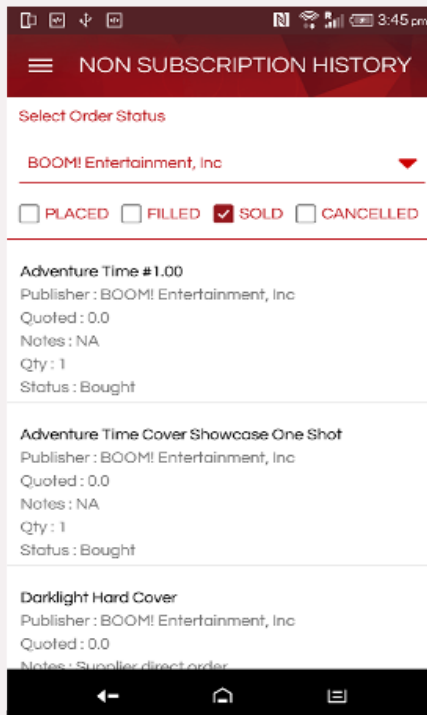 3:45 pm
NON SUBSCRIPTION HISTORY
Select Order Status
BOOM! Entertainment, Inc
PLACED FILLED SOLD CANCELLED
Adventure Time #1.00
Publisher : BOOM! Entertainment, Inc
Quoted : 0.0
Notes : NA
Qty : 1
Status : Bought
Adventure Time Cover Showcase One Shot
Publisher : BOOM! Entertainment, Inc
Quoted : 0.0
Notes : NA
Qty : 1
Status : Bought
Darklight Hard Cover
Publisher : BOOM! Entertainment, Inc
Quoted : 0.0
Notes : Supplier direct order